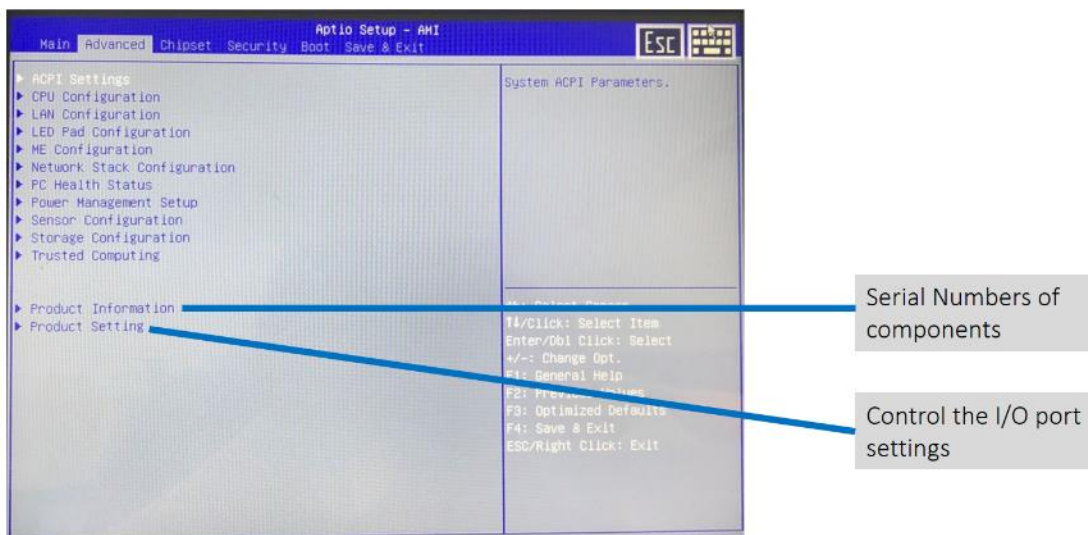 Aptio Setup - AMI
Main Advanced Chipset Security Boot Save & Exit
Esc
ACPI Settings
CPU Configuration
LAN Configuration
LED Pad Configuration
ME Configuration
Network Stack Configuration
PC Health Status
Power Management Setup
Sensor Configuration
Storage Configuration
Trusted Computing
Product Information
Product Setting
System ACPI Parameters.
↑↓/Click: Select Item
Enter/Dbl Click: Select
+/-: Change Opt.
F1: General Help
F2: Previous Values
F3: Optimized Defaults
F4: Save & Exit
ESC/Right Click: Exit
Serial Numbers of
components
Control the I/O port
settings